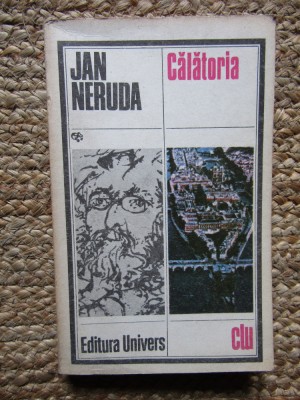 JAN
NERUDA
Călătoria
Editura Univers
clu